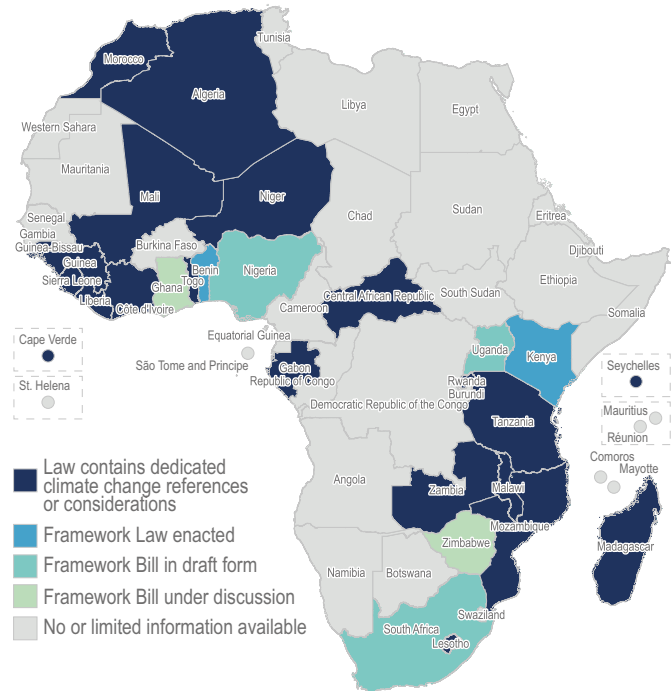 Tunisia
Morocco
Algeria
Libya
Egypt
Western Sahara
Mauritania
Mali
Niger
Chad
Sudan
Eritrea
Senegal
Gambia
Guinea-Bissau
Guinea
Sierra Leone
Liberia
Côte d'Ivoire
Burkina Faso
Ghana
Togo
Benin
Nigeria
Cameroon
Central African Republic
South Sudan
Djibouti
Ethiopia
Somalia
Equatorial Guinea
São Tome and Principe
Gabon
Republic of Congo
Democratic Republic of the Congo
Uganda
Kenya
Rwanda
Burundi
Tanzania
Cape Verde
St. Helena
Seychelles
Mauritius
Réunion
Comoros
Mayotte
Angola
Zambia
Malawi
Mozambique
Zimbabwe
Madagascar
Namibia
Botswana
Swaziland
South Africa
Lesotho
Law contains dedicated
climate change references
or considerations
Framework Law enacted
Framework Bill in draft form
Framework Bill under discussion
No or limited information available